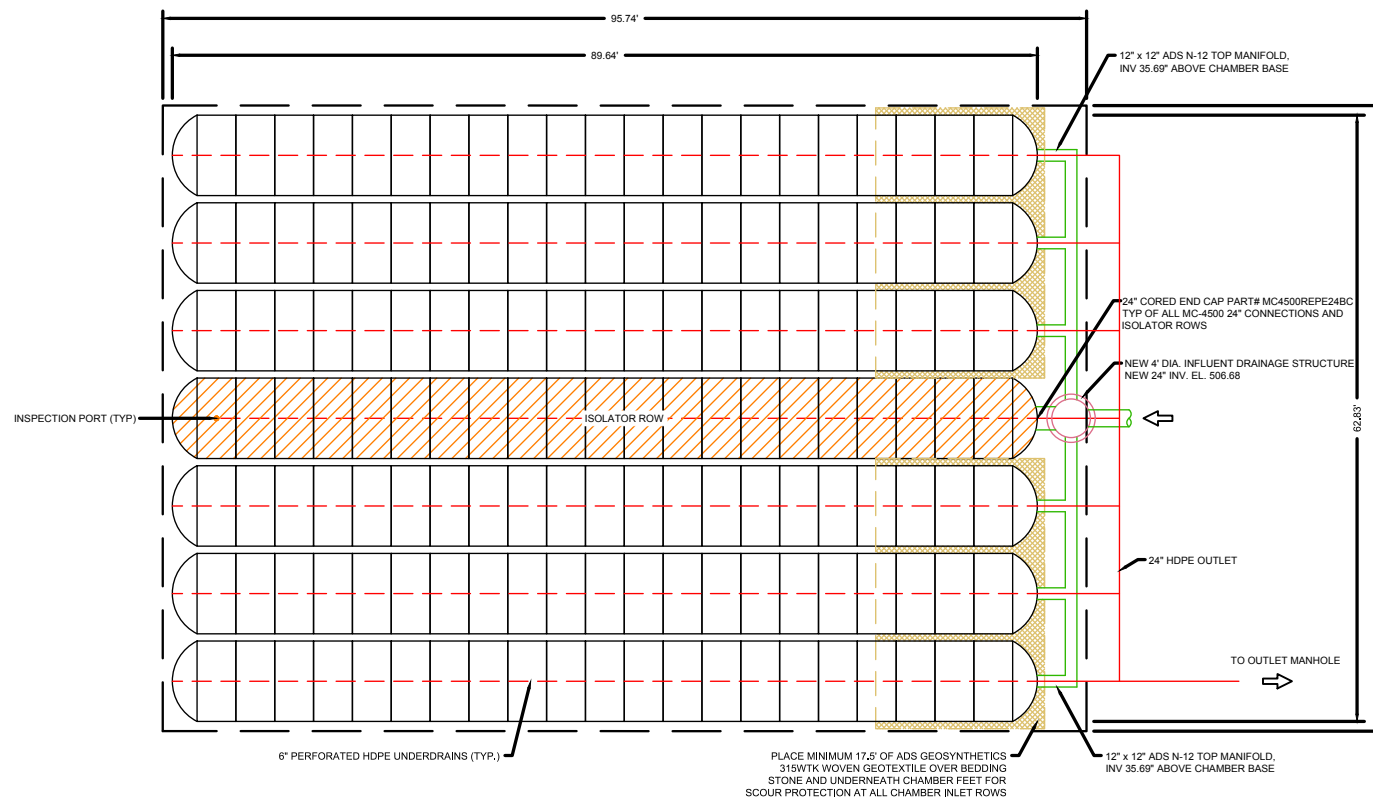 95.74'
89.64'
12" x 12" ADS N-12 TOP MANIFOLD,
INV 35.69" ABOVE CHAMBER BASE
62.83'
24" CORED END CAP PART# MC4500REPE24BC
TYP OF ALL MC-4500 24" CONNECTIONS AND
ISOLATOR ROWS
NEW 4' DIA. INFLUENT DRAINAGE STRUCTURE
NEW 24" INV. EL. 506.68
INSPECTION PORT (TYP)
ISOLATOR ROW
24" HDPE OUTLET
TO OUTLET MANHOLE
6" PERFORATED HDPE UNDERDRAINS (TYP.)
PLACE MINIMUM 17.5' OF ADS GEOSYNTHETICS
315WTK WOVEN GEOTEXTILE OVER BEDDING
STONE AND UNDERNEATH CHAMBER FEET FOR
SCOUR PROTECTION AT ALL CHAMBER INLET ROWS
12" x 12" ADS N-12 TOP MANIFOLD,
INV 35.69" ABOVE CHAMBER BASE